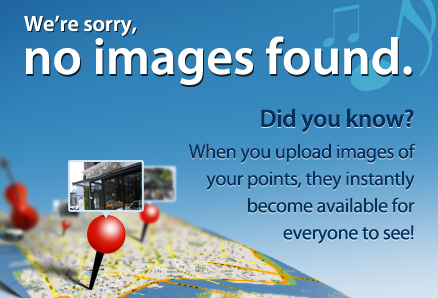 We're sorry,
no images found.
Did you know?
When you upload images of
your points, they instantly
become available for
everyone to see!